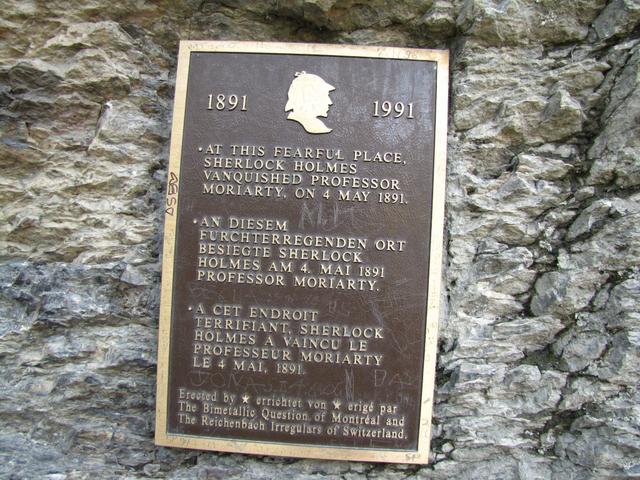 1891 1991
• AT THIS FEARFUL PLACE,
SHERLOCK HOLMES
VANQUISHED PROFESSOR
MORIARTY, ON 4 MAY 1891.
• AN DIESEM
FURCHTERREGENDEN ORT
BESIEGTE SHERLOCK
HOLMES AM 4. MAI 1891
PROFESSOR MORIARTY.
• A CET ENDROIT
TERRIFIANT, SHERLOCK
HOLMES A VAINCU LE
PROFESSEUR MORIARTY
LE 4 MAI, 1891.
Erected by ★ errichtet von ★ erigé par
The Bimetallic Question of Montréal and
The Reichenbach Irregulars of Switzerland.